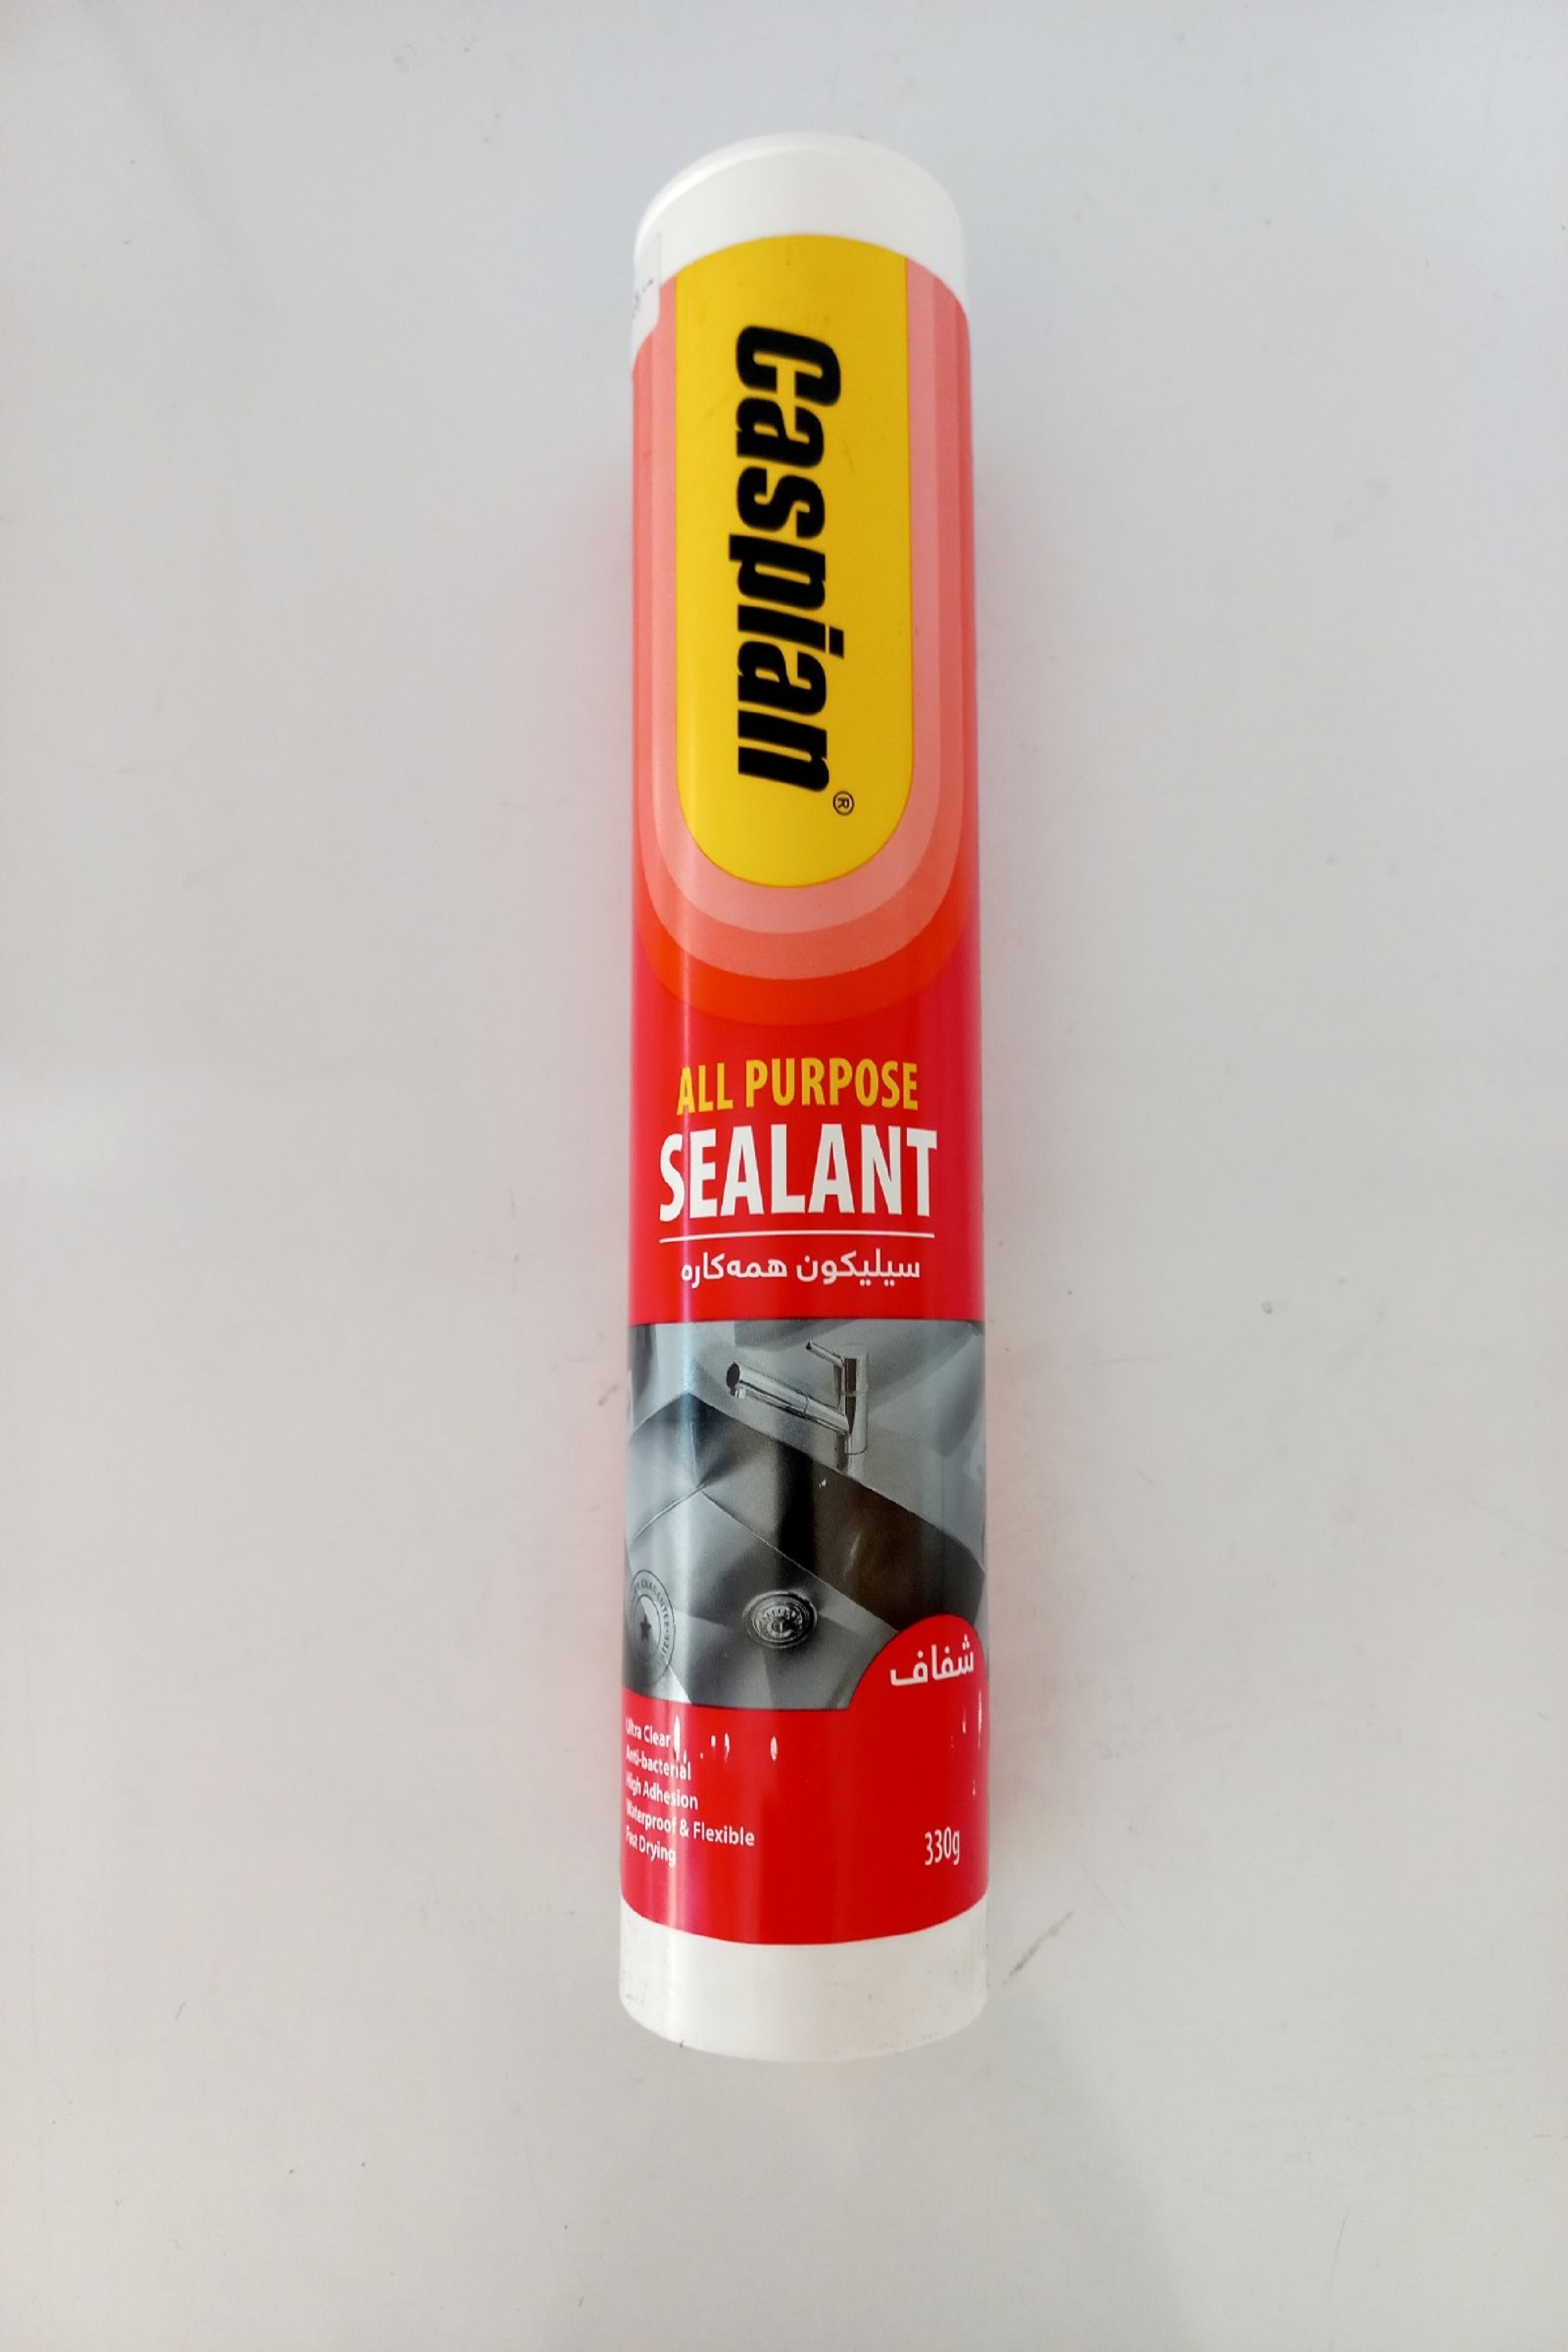 Caspian®
ALL PURPOSE
SEALANT
سیلیکون همه‌کاره
شفاف
Ultra Clear
Anti-bacterial
High Adhesion
Waterproof & Flexible
Fast Drying
330g